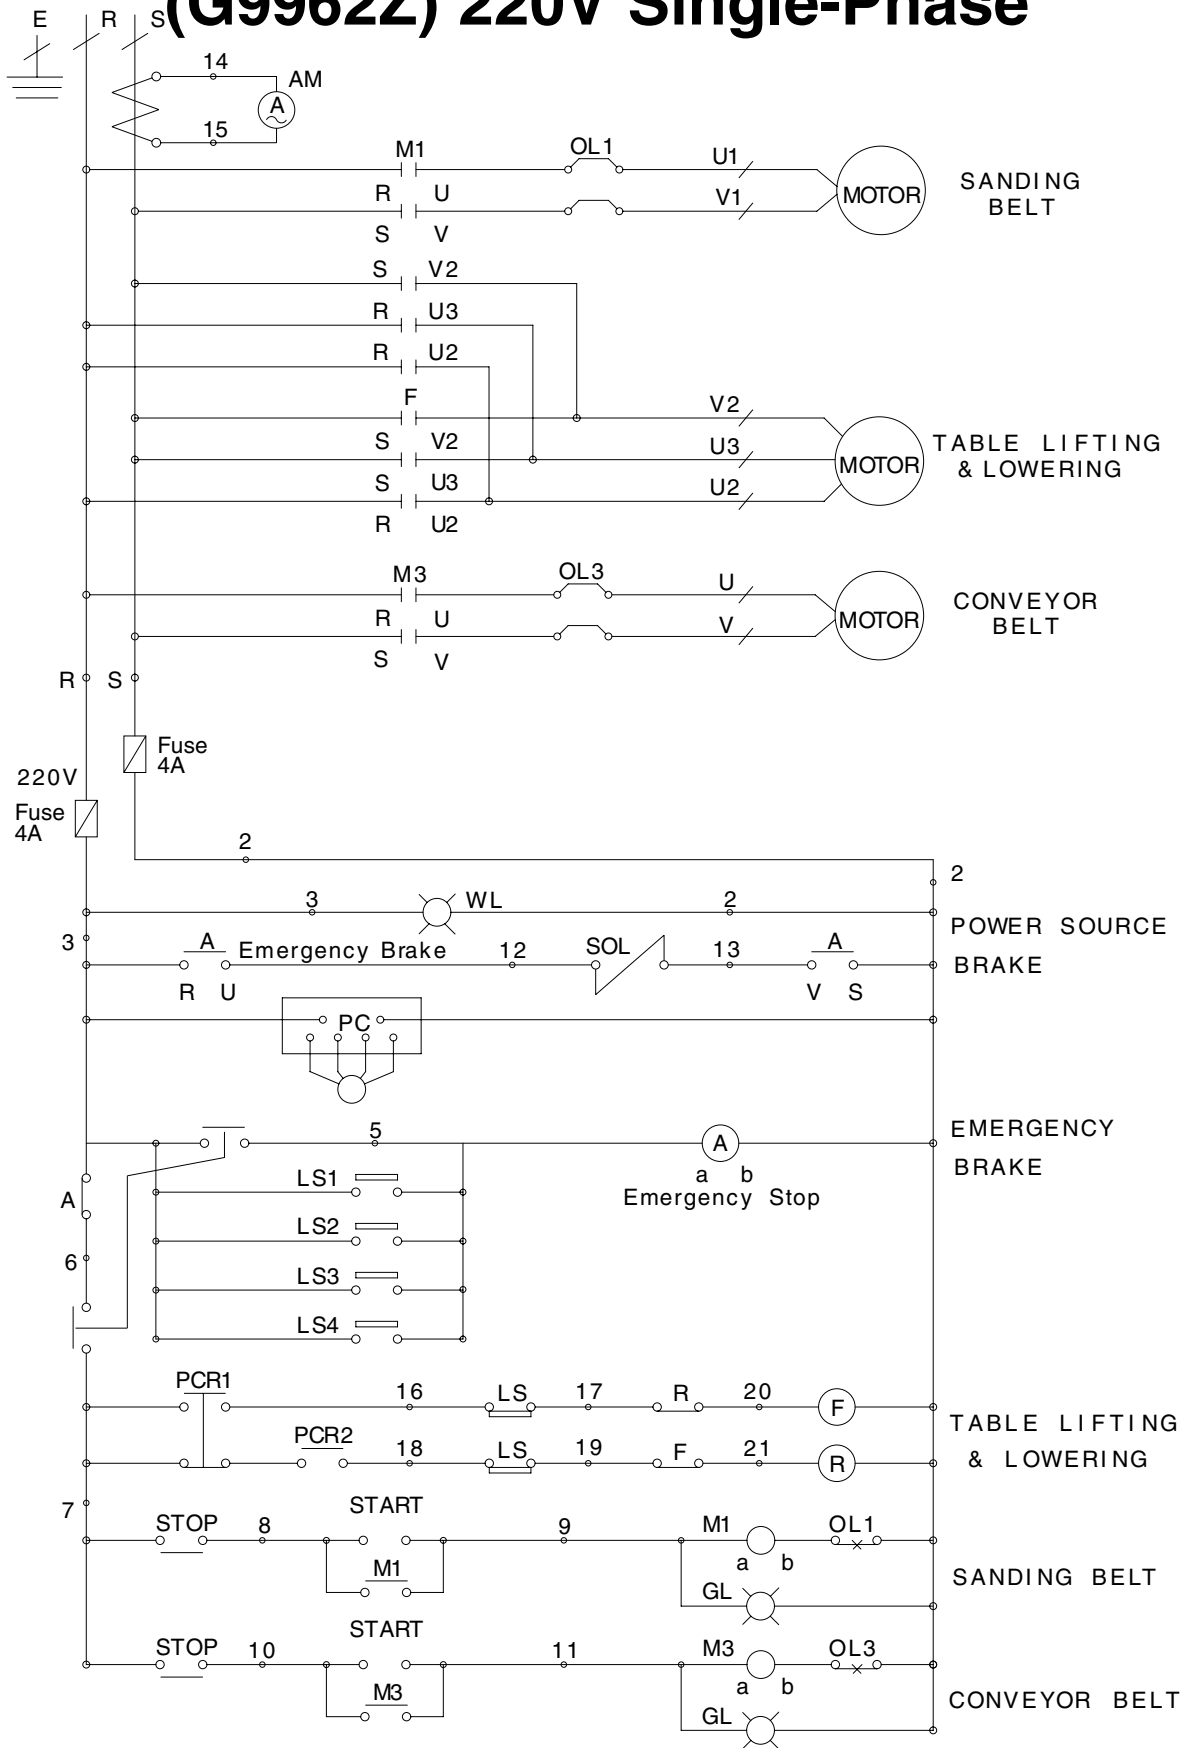 (G9962Z) 220V Single-Phase
E R S
14
AM
A
15
M1 OL1 U1
R U V1 MOTOR SANDING
BELT
S V
S V2
R U3
R U2
F V2
S V2 U3 MOTOR TABLE LIFTING
& LOWERING
S U3 U2
R U2
M3 OL3 U
R U V MOTOR CONVEYOR
BELT
S V
R S
Fuse
4A
220V
Fuse
4A
2
2
3 WL 2
POWER SOURCE
3 A Emergency Brake 12 SOL 13 A BRAKE
R U V S
PC
5 A EMERGENCY
a b BRAKE
Emergency Stop
LS1
A
LS2
6
LS3
LS4
PCR1 16 LS 17 R 20 F
TABLE LIFTING
PCR2 18 LS 19 F 21 R & LOWERING
7
START
STOP 8 9 M1 OL1
M1 a b
SANDING BELT
GL
START
STOP 10 11 M3 OL3
M3 a b
CONVEYOR BELT
GL